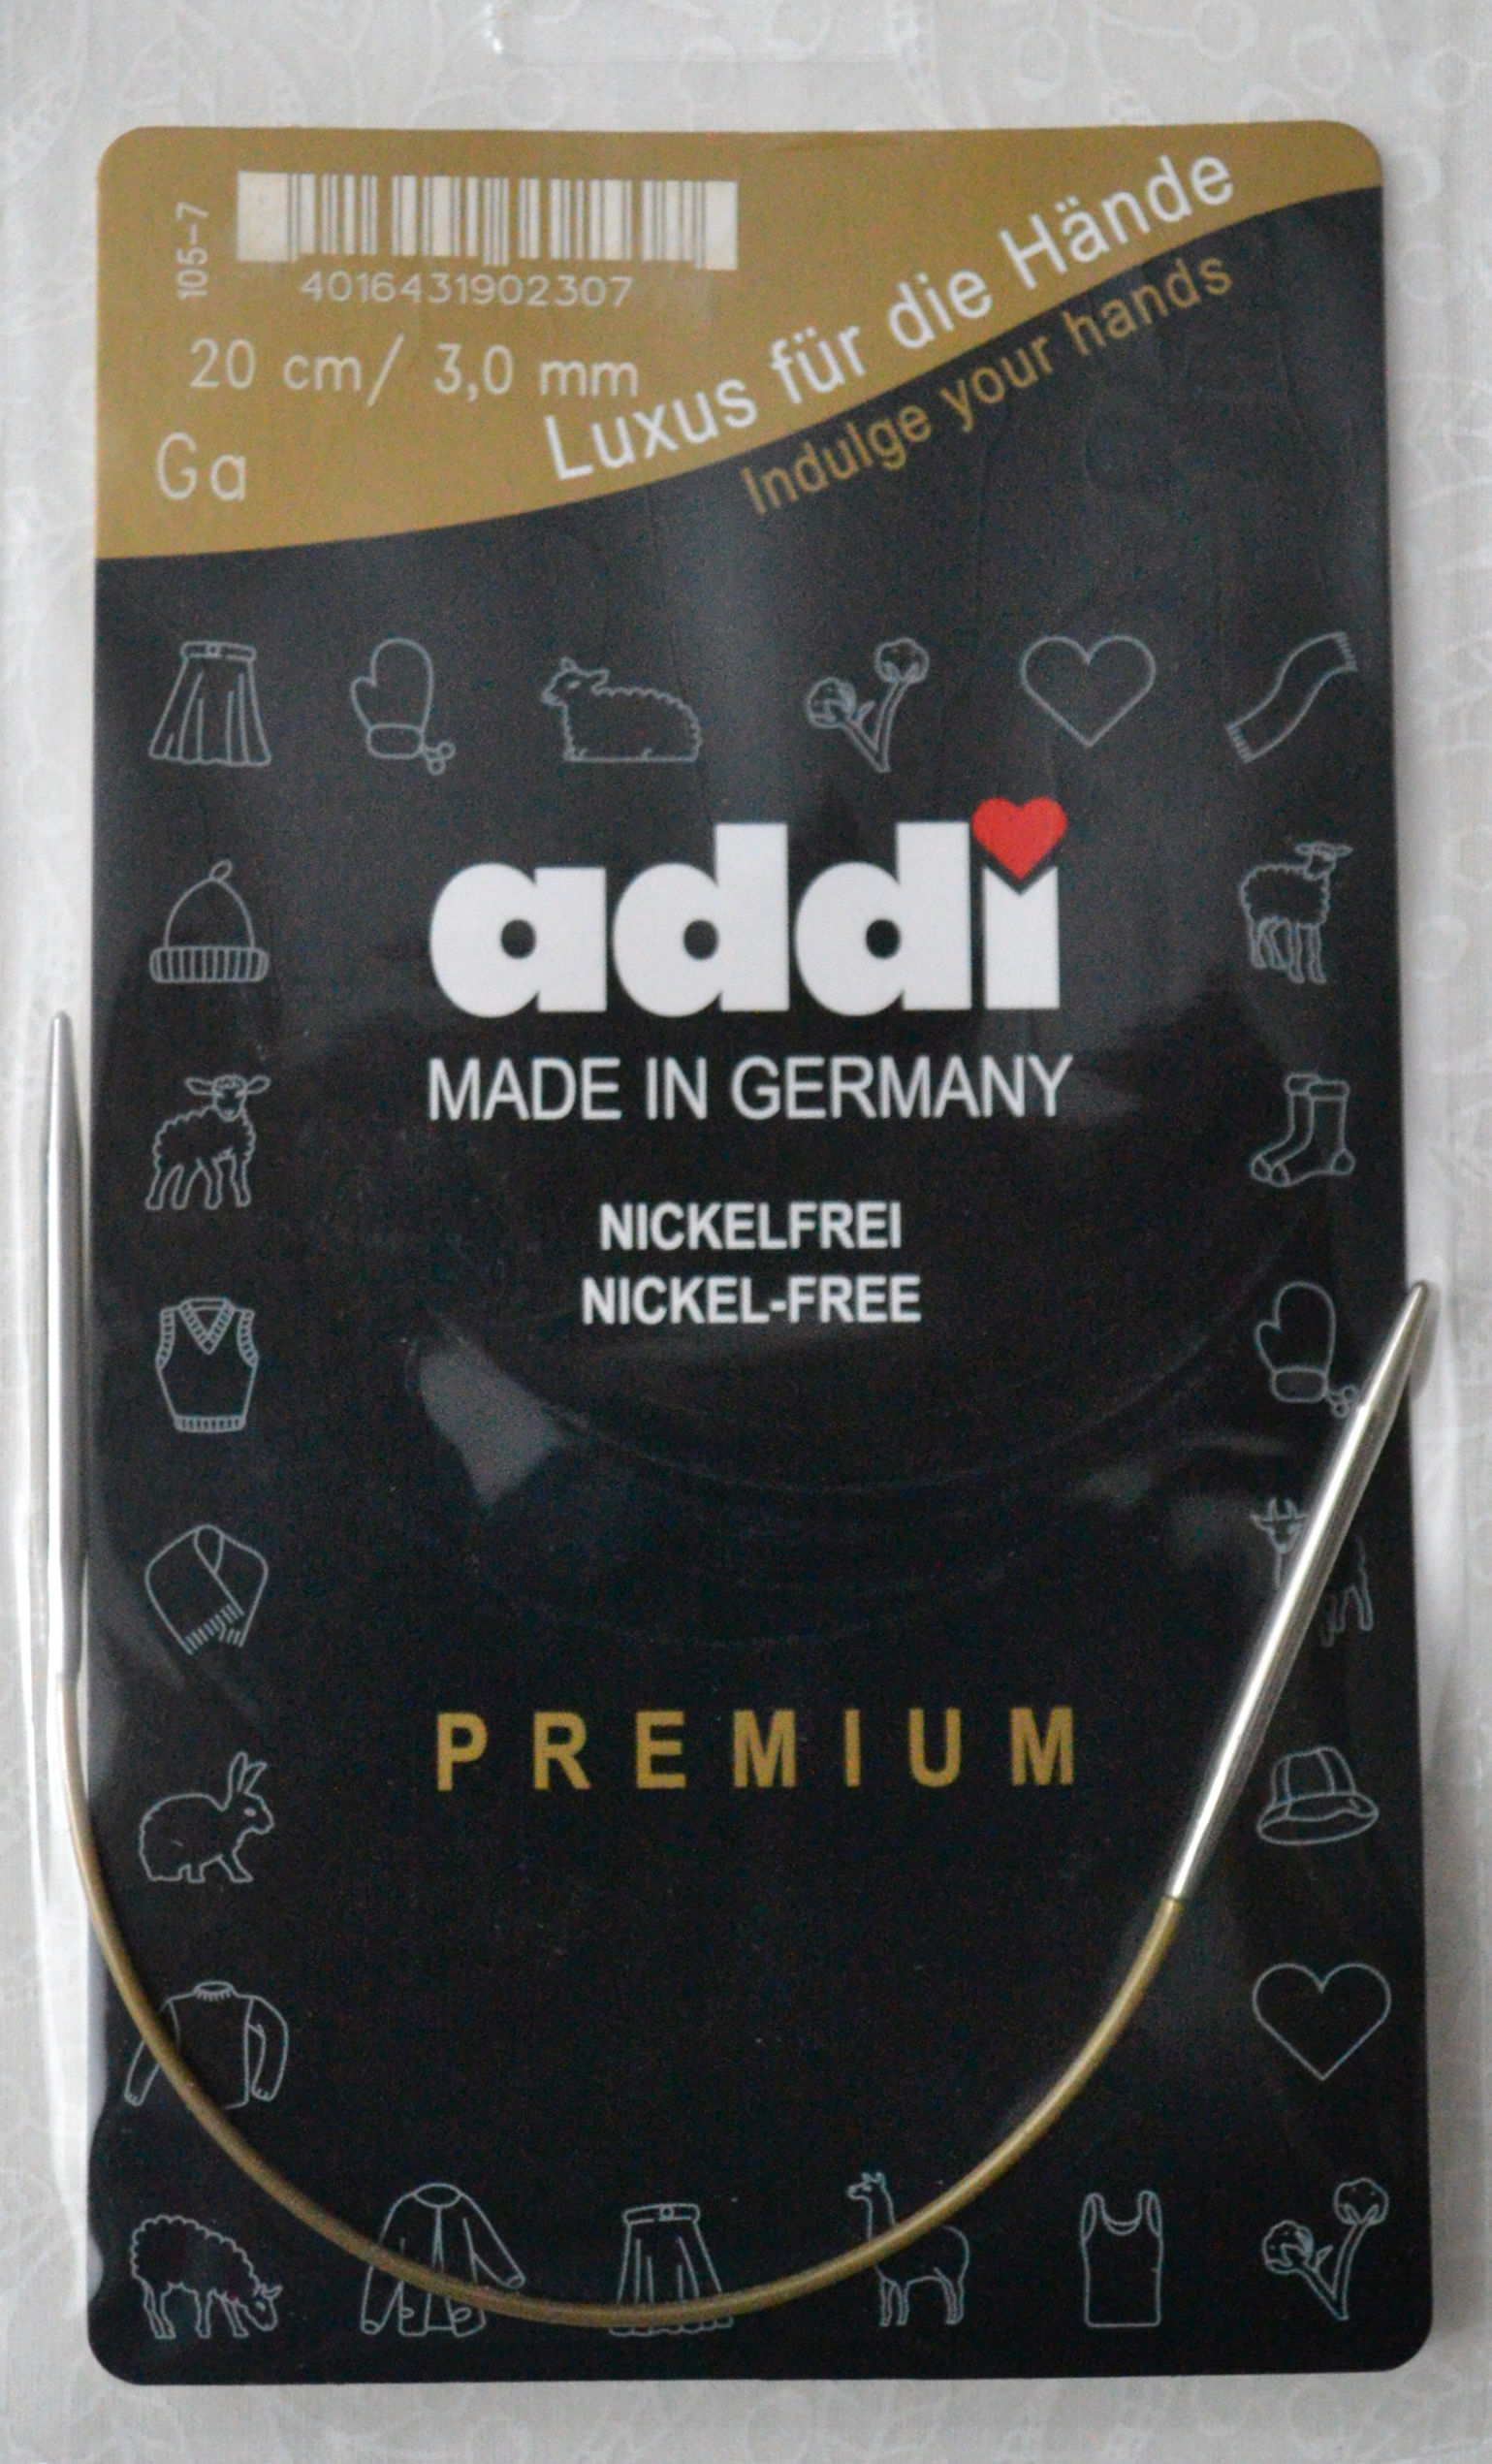 105-7
4016431902307
20 cm/ 3,0 mm
Ga
Luxus für die Hände
Indulge your hands
addi
MADE IN GERMANY
NICKELFREI
NICKEL-FREE
PREMIUM